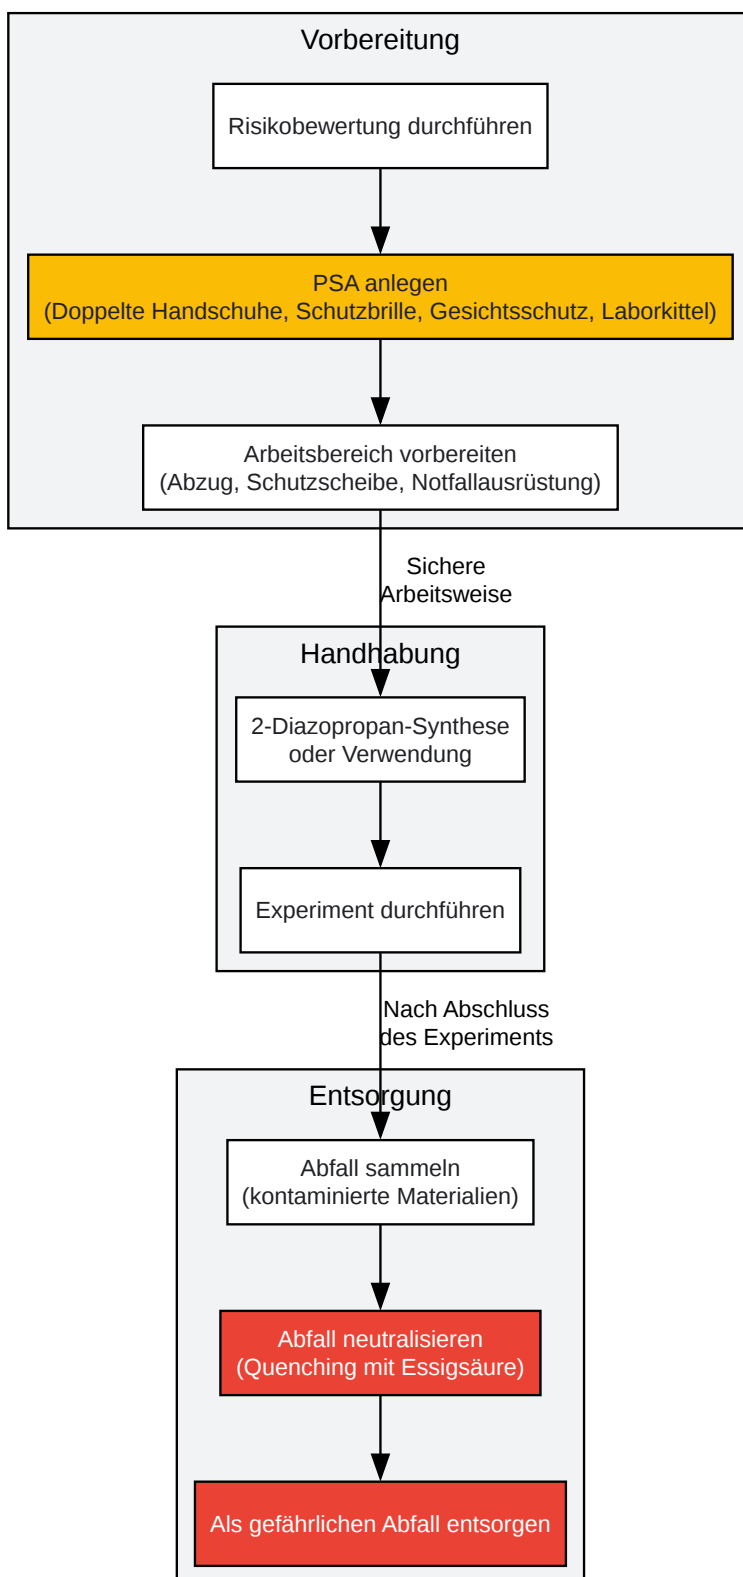 Vorbereitung
Risikobewertung durchführen
PSA anlegen
(Doppelte Handschuhe, Schutzbrille, Gesichtsschutz, Laborkittel)
Arbeitsbereich vorbereiten
(Abzug, Schutzscheibe, Notfallausrüstung)
Sichere
Arbeitsweise
Handhabung
2-Diazopropan-Synthese
oder Verwendung
Experiment durchführen
Nach Abschluss
des Experiments
Entsorgung
Abfall sammeln
(kontaminierte Materialien)
Abfall neutralisieren
(Quenching mit Essigsäure)
Als gefährlichen Abfall entsorgen